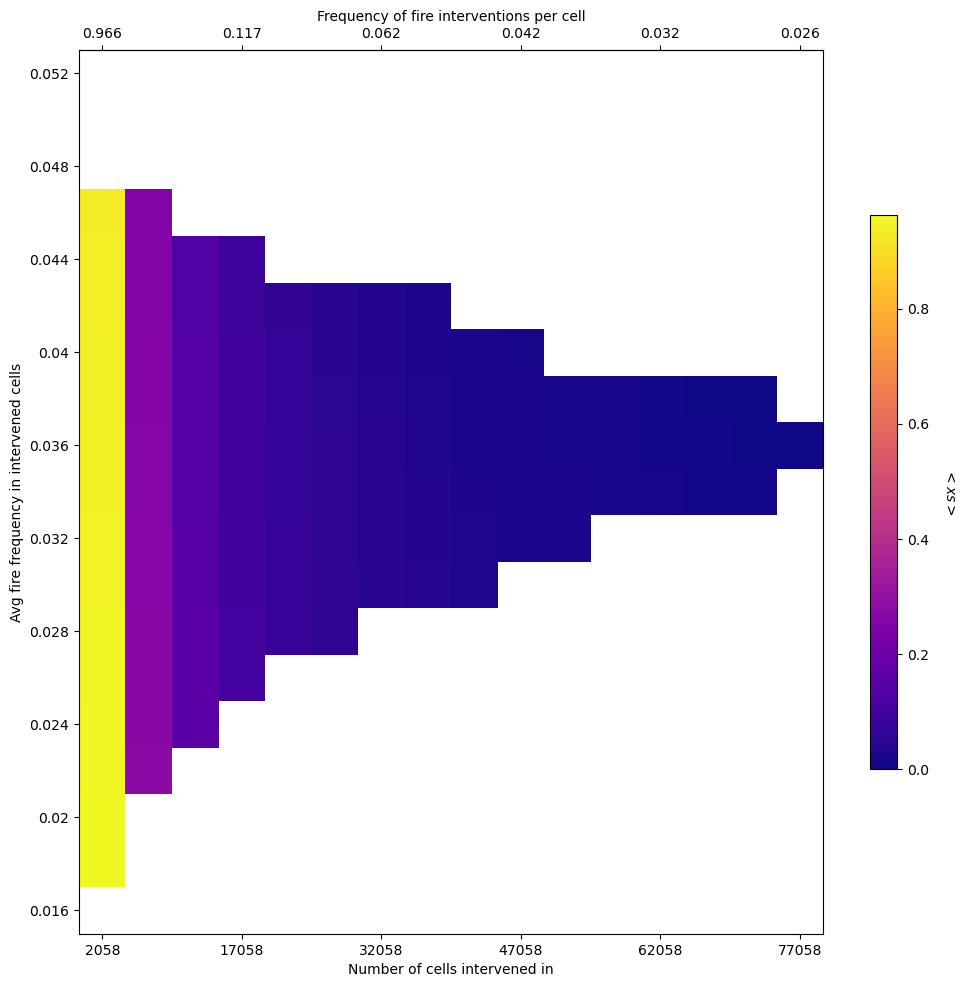 Frequency of fire interventions per cell
0.966 0.117 0.062 0.042 0.032 0.026
0.052
0.048
0.044
0.04
0.036
0.032
0.028
0.024
0.02
0.016
Avg fire frequency in intervened cells
2058 17058 32058 47058 62058 77058
Number of cells intervened in
0.8
0.6
0.4
0.2
0.0
< sx >